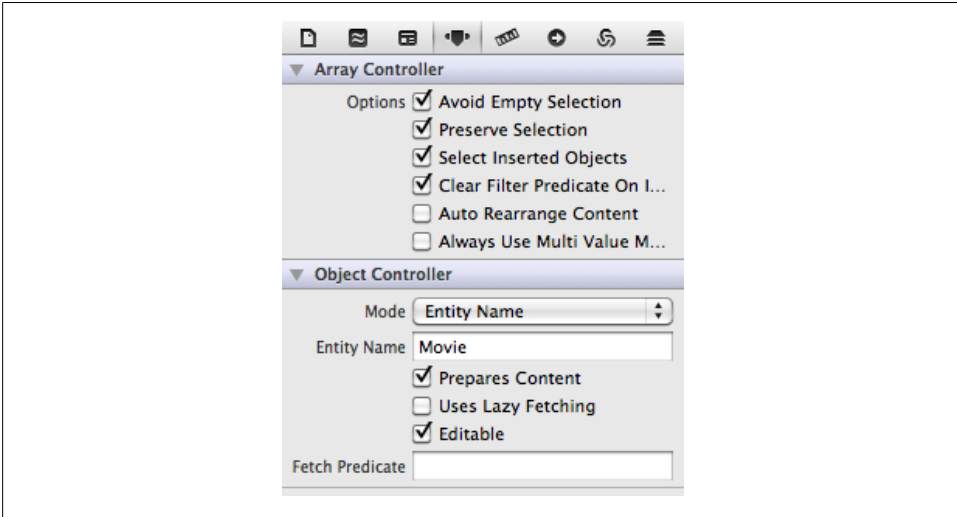 Array Controller
Options Avoid Empty Selection
Preserve Selection
Select Inserted Objects
Clear Filter Predicate On I...
Auto Rearrange Content
Always Use Multi Value M...
Object Controller
Mode Entity Name
Entity Name Movie
Prepares Content
Uses Lazy Fetching
Editable
Fetch Predicate